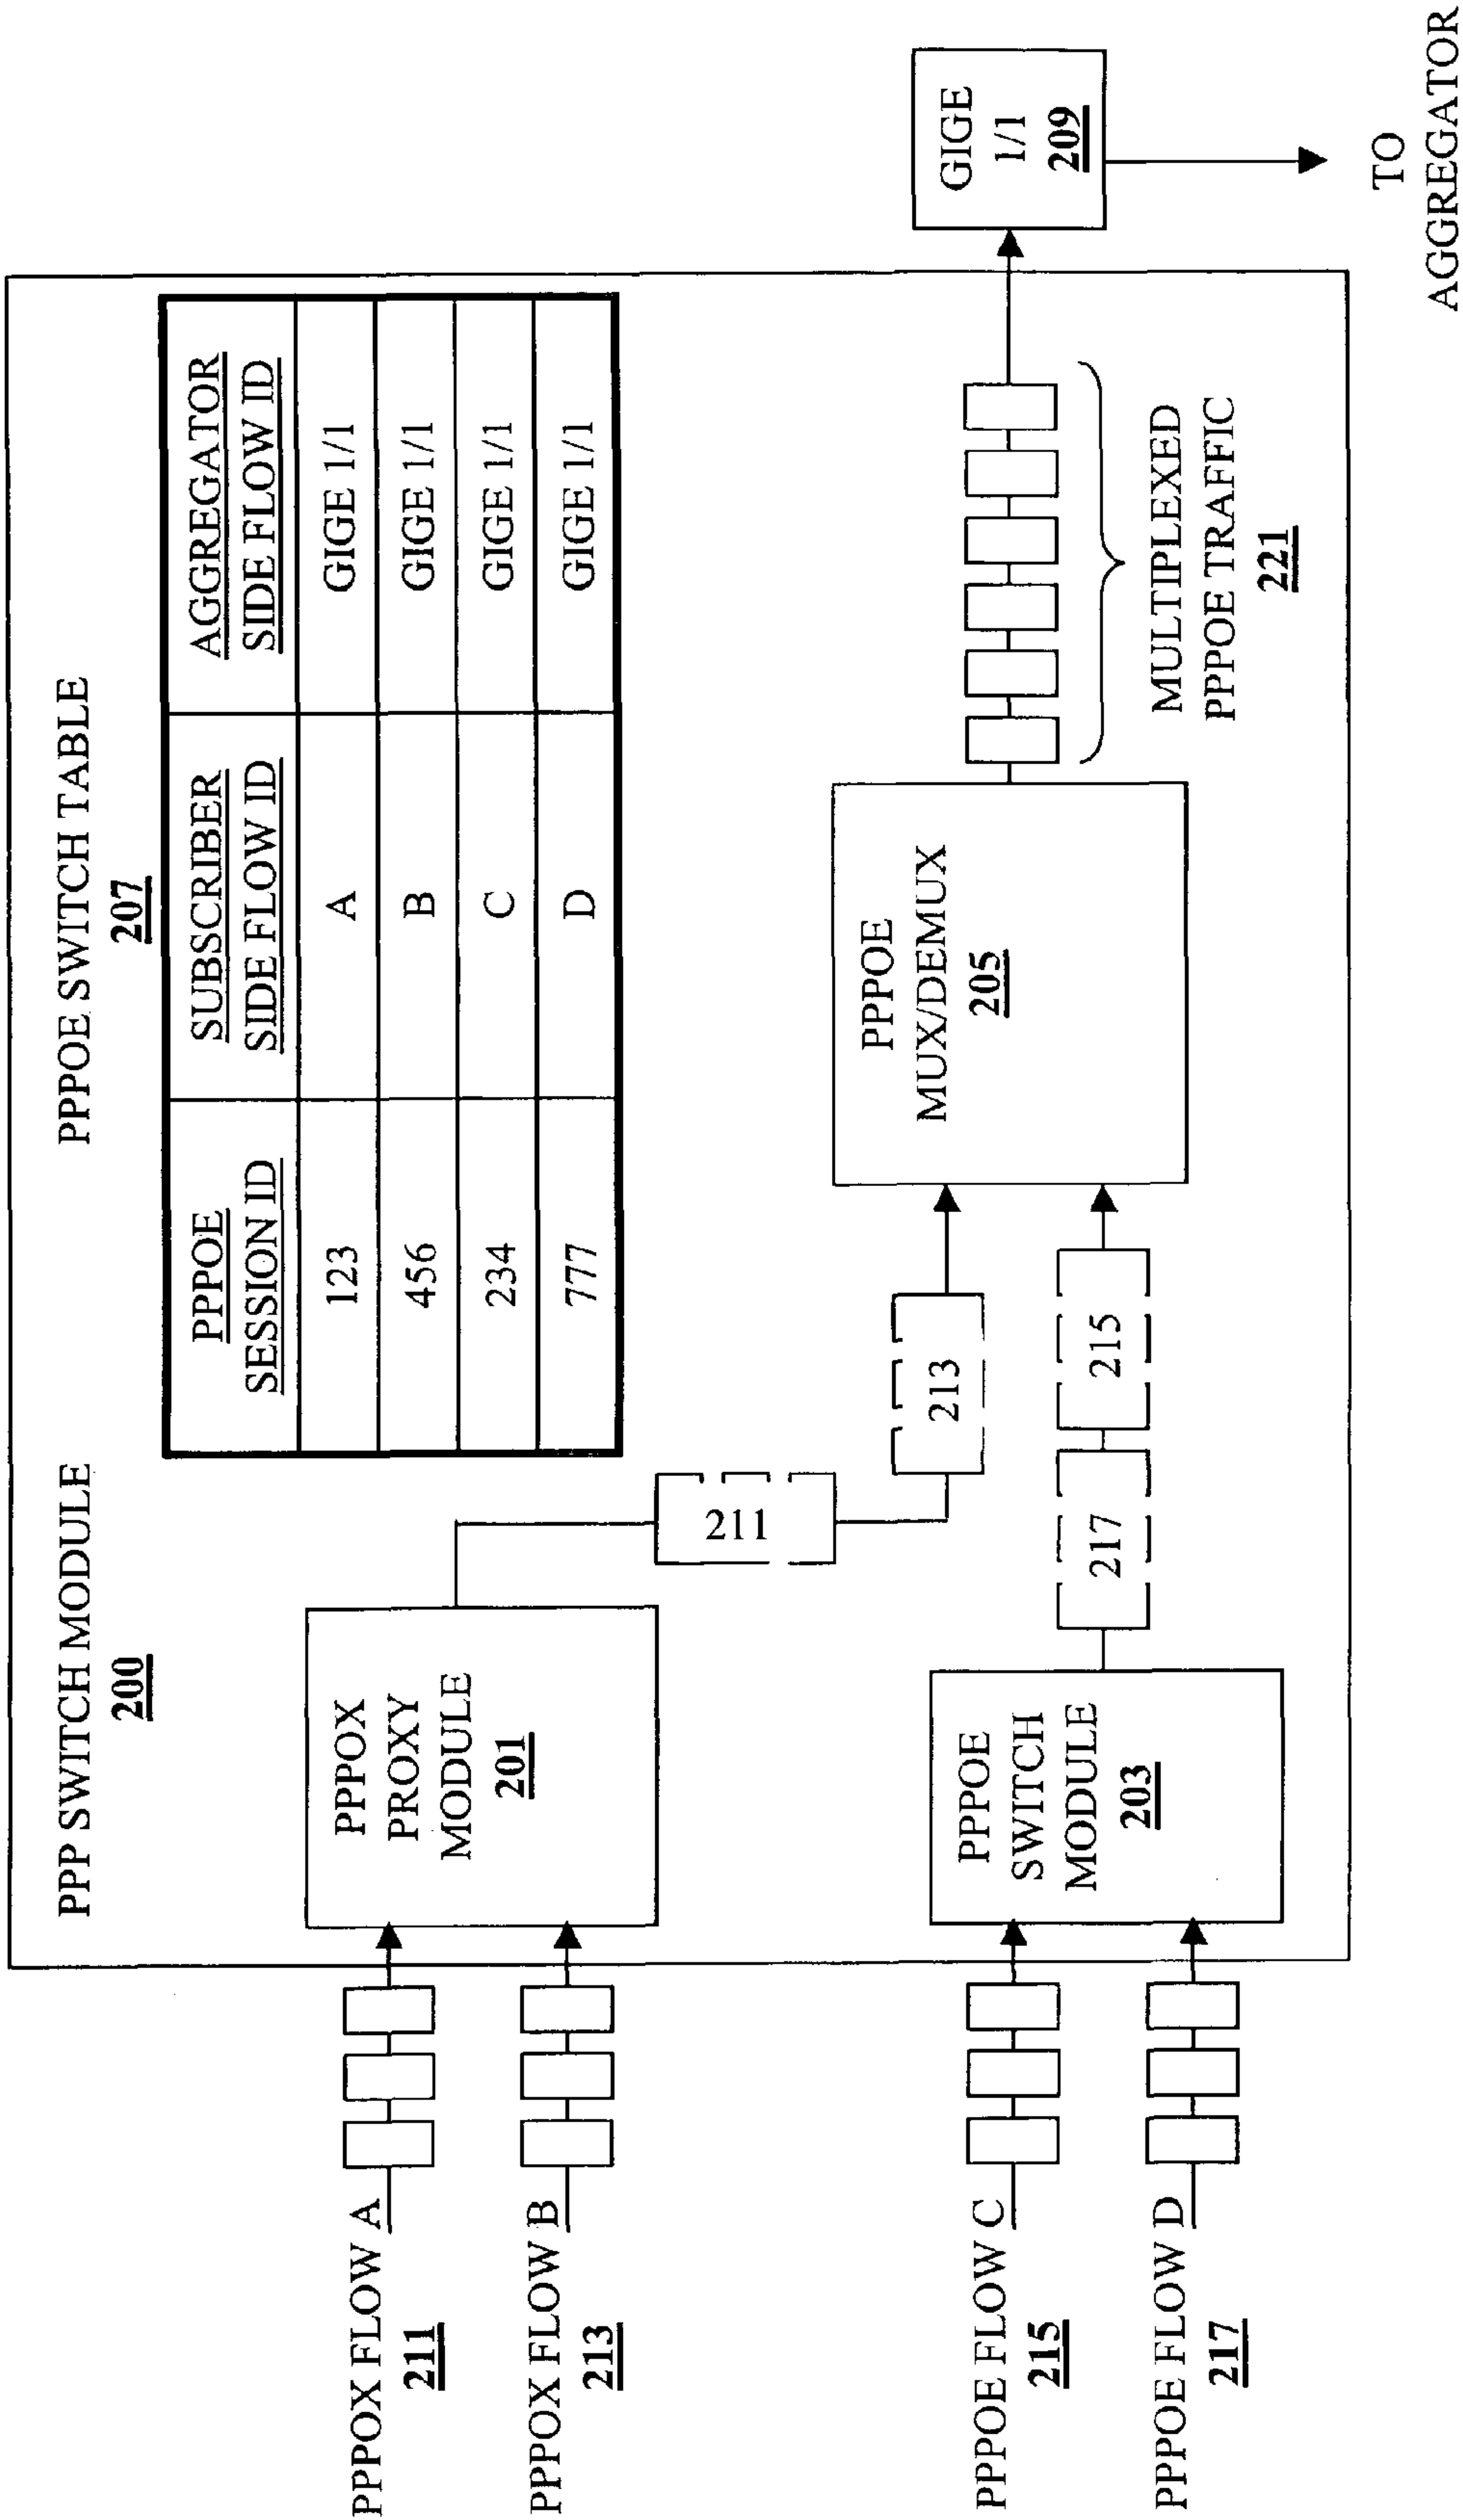 PPP SWITCH MODULE
200
PPPOE SWITCH TABLE
207
PPPOE
SESSION ID
SUBSCRIBER
SIDE FLOW ID
AGGREGATOR
SIDE FLOW ID
123
A
GIGE 1/1
456
B
GIGE 1/1
234
C
GIGE 1/1
777
D
GIGE 1/1
PPPOX FLOW A
211
PPPOX FLOW B
213
PPPOX
PROXY
MODULE
201
211
213
PPPOE FLOW C
215
PPPOE FLOW D
217
PPPOE
SWITCH
MODULE
203
217
215
PPPOE
MUX/DEMUX
205
MULTIPLEXED
PPPOE TRAFFIC
221
GIGE
1/1
209
TO
AGGREGATOR